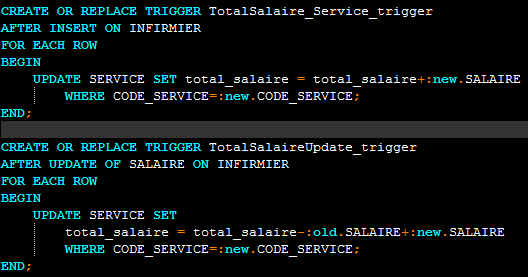 CREATE OR REPLACE TRIGGER TotalSalaire_Service_trigger
AFTER INSERT ON INFIRMIER
FOR EACH ROW
BEGIN
    UPDATE SERVICE SET total_salaire = total_salaire+:new.SALAIRE
        WHERE CODE_SERVICE=:new.CODE_SERVICE;
END;

CREATE OR REPLACE TRIGGER TotalSalaireUpdate_trigger
AFTER UPDATE OF SALAIRE ON INFIRMIER
FOR EACH ROW
BEGIN
    UPDATE SERVICE SET
        total_salaire = total_salaire-:old.SALAIRE+:new.SALAIRE
        WHERE CODE_SERVICE=:new.CODE_SERVICE;
END;